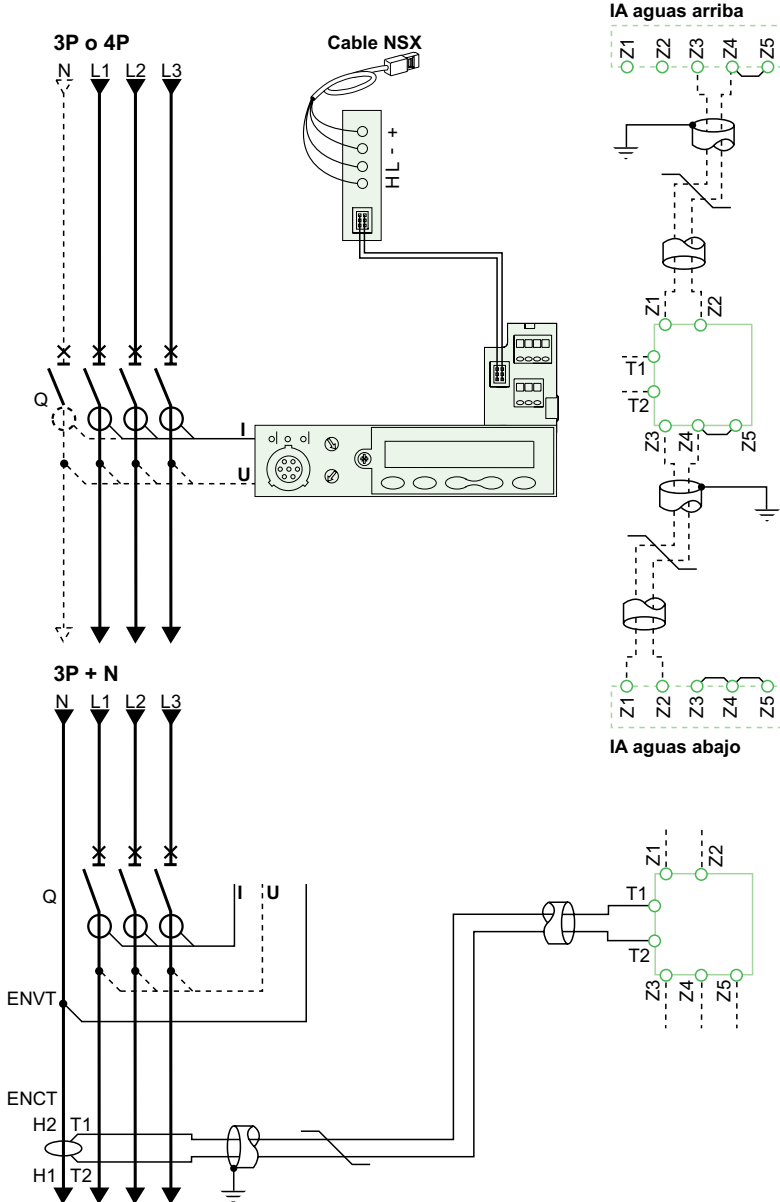 IA aguas arriba
Z1 Z2 Z3 Z4 Z5
3P o 4P
N L1 L2 L3
Cable NSX
H L - +
Z1 Z2
T1
T2
Z3 Z4 Z5
Q
I
U
Z1 Z2 Z3 Z4 Z5
IA aguas abajo
3P + N
N L1 L2 L3
Q
I U
ENVT
Z1 Z2
T1
T2
Z3 Z4 Z5
ENCT
H2 T1
H1 T2